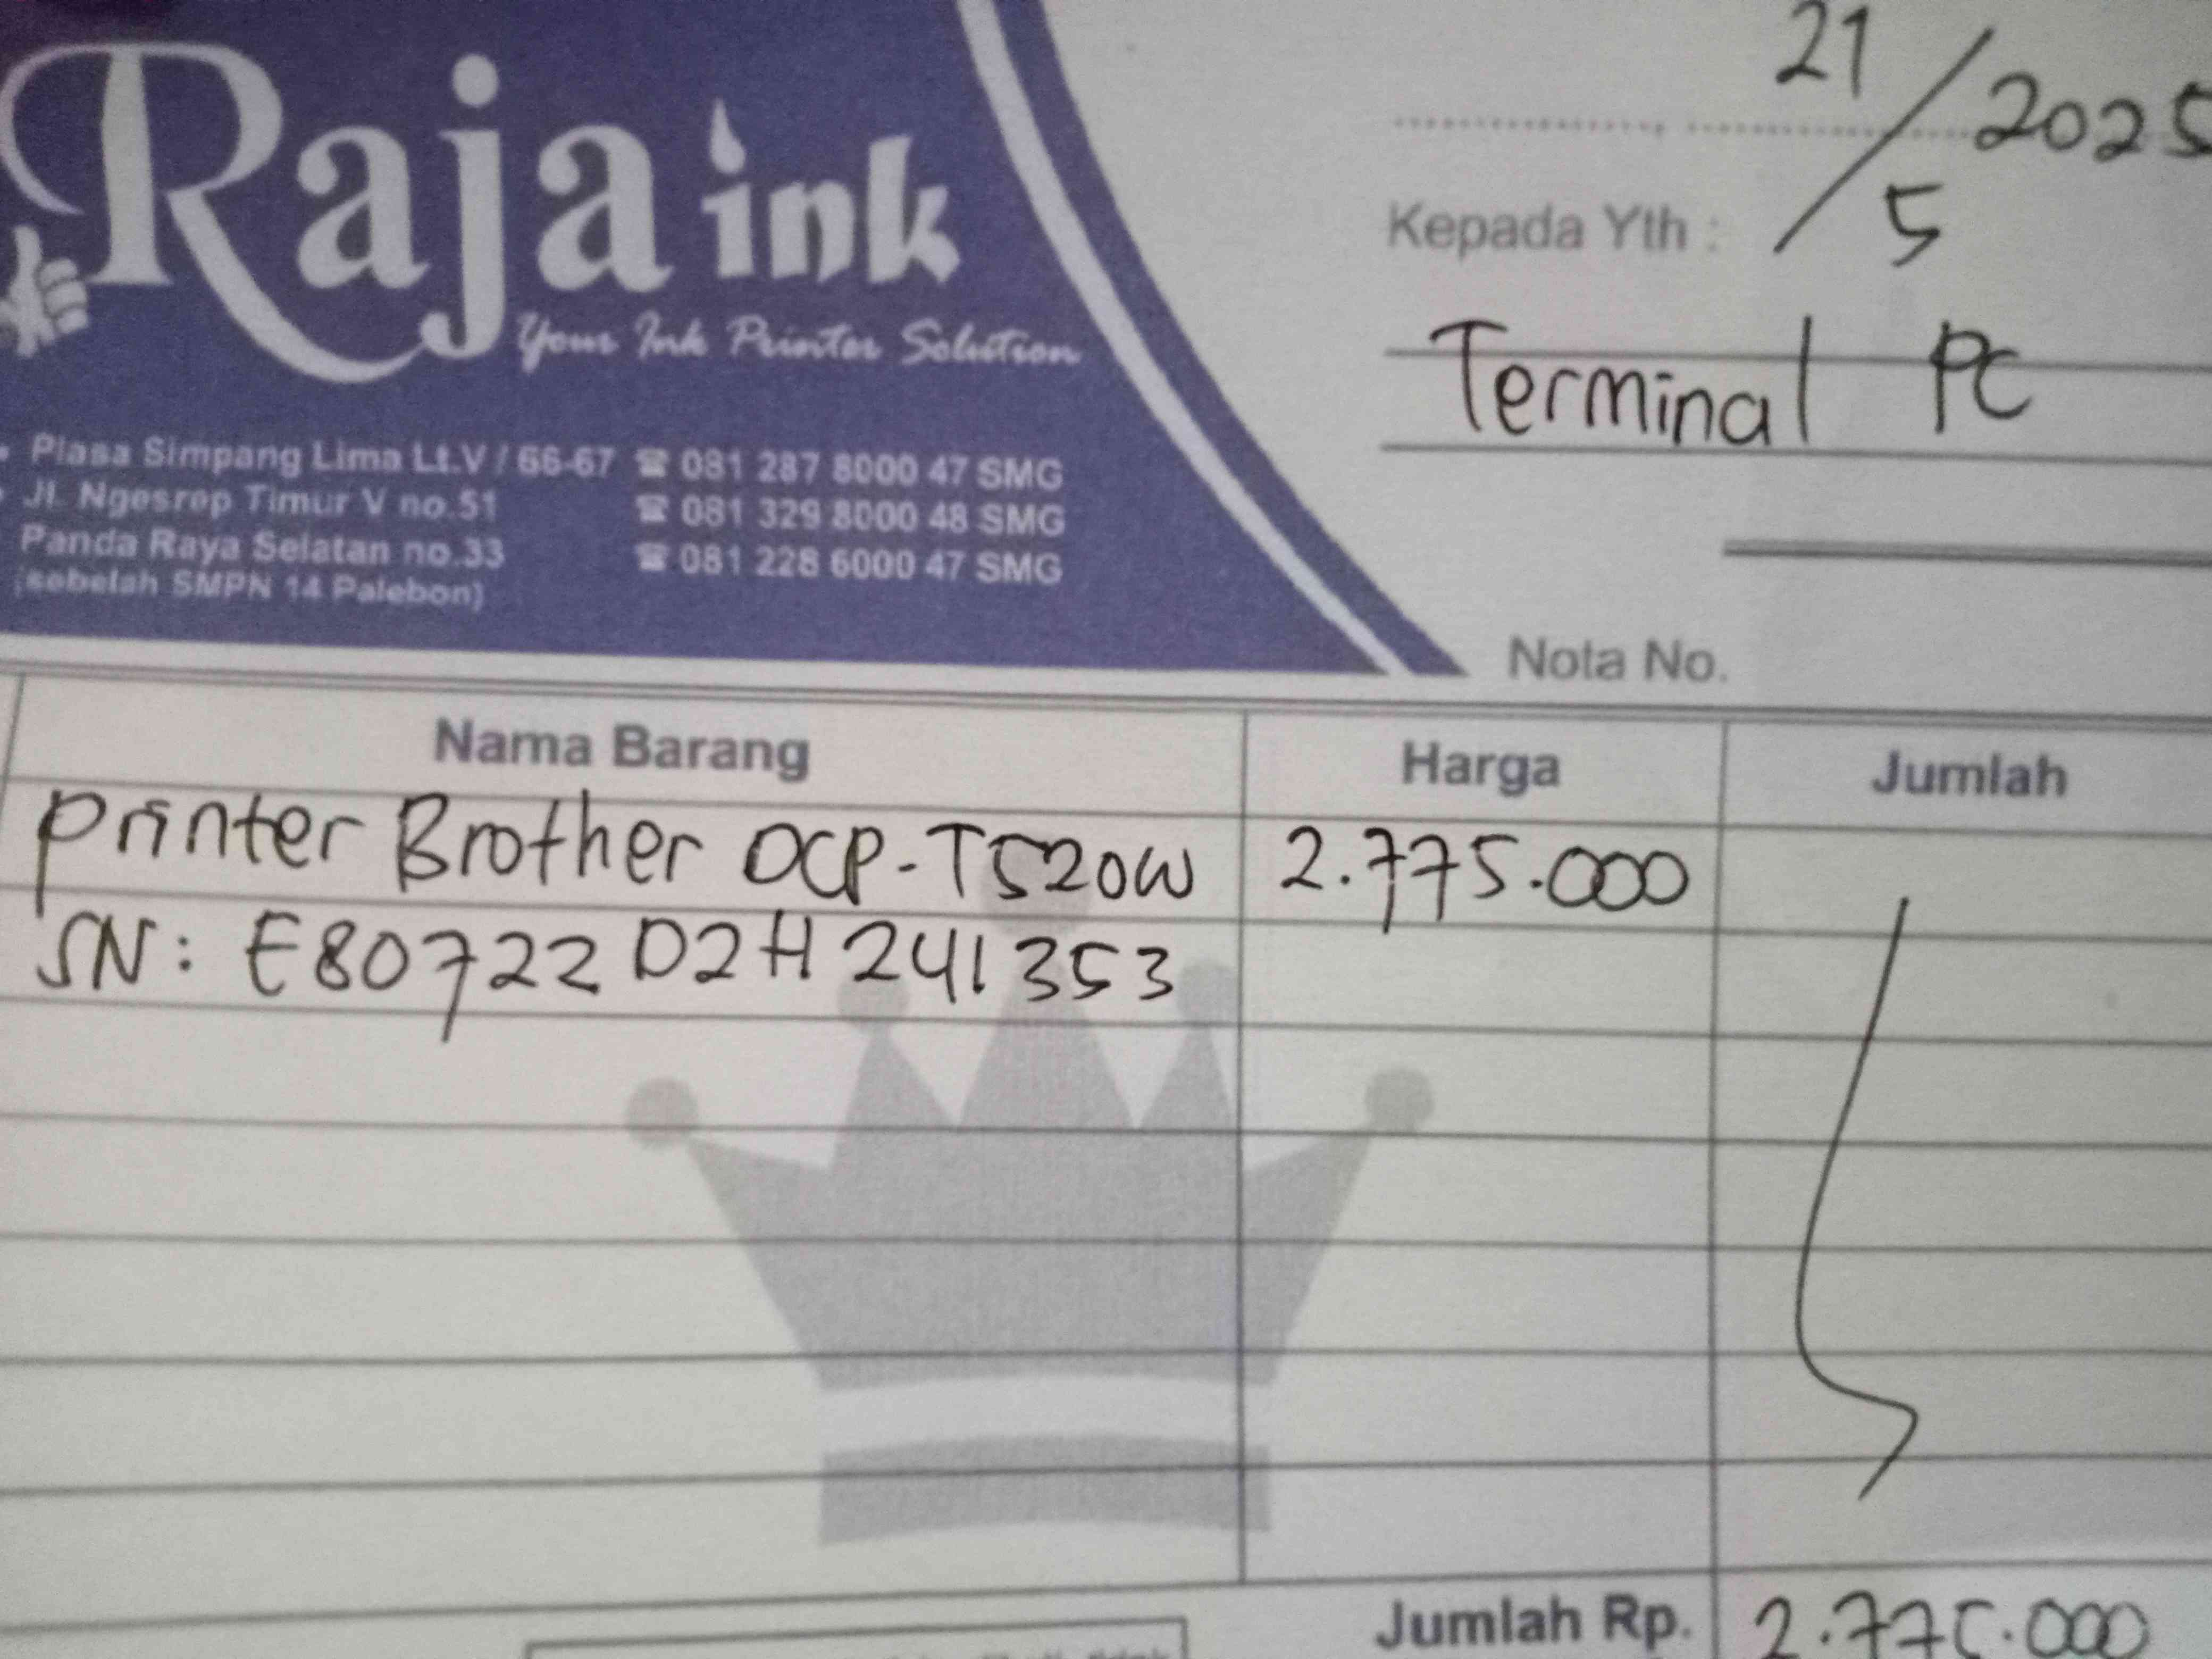 Raja ink
Your Ink Printer Solution
Plasa Simpang Lima Lt.V / 66-67 ☎ 081 287 8000 47 SMG
Jl. Ngesrep Timur V no.51 ☎ 081 329 8000 48 SMG
Panda Raya Selatan no.33 ☎ 081 228 6000 47 SMG
(sebelah SMPN 14 Palebon)
21/5/2025
Kepada Yth :
Terminal PC
Nota No.
Nama Barang Harga Jumlah
Printer Brother DCP-T520W 2.775.000
SN: E80722D2H241353
Jumlah Rp. 2.775.000